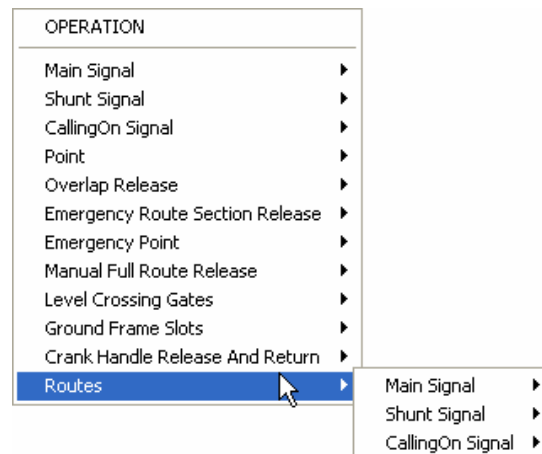 OPERATION
Main Signal
Shunt Signal
CallingOn Signal
Point
Overlap Release
Emergency Route Section Release
Emergency Point
Manual Full Route Release
Level Crossing Gates
Ground Frame Slots
Crank Handle Release And Return
Routes
Main Signal
Shunt Signal
CallingOn Signal